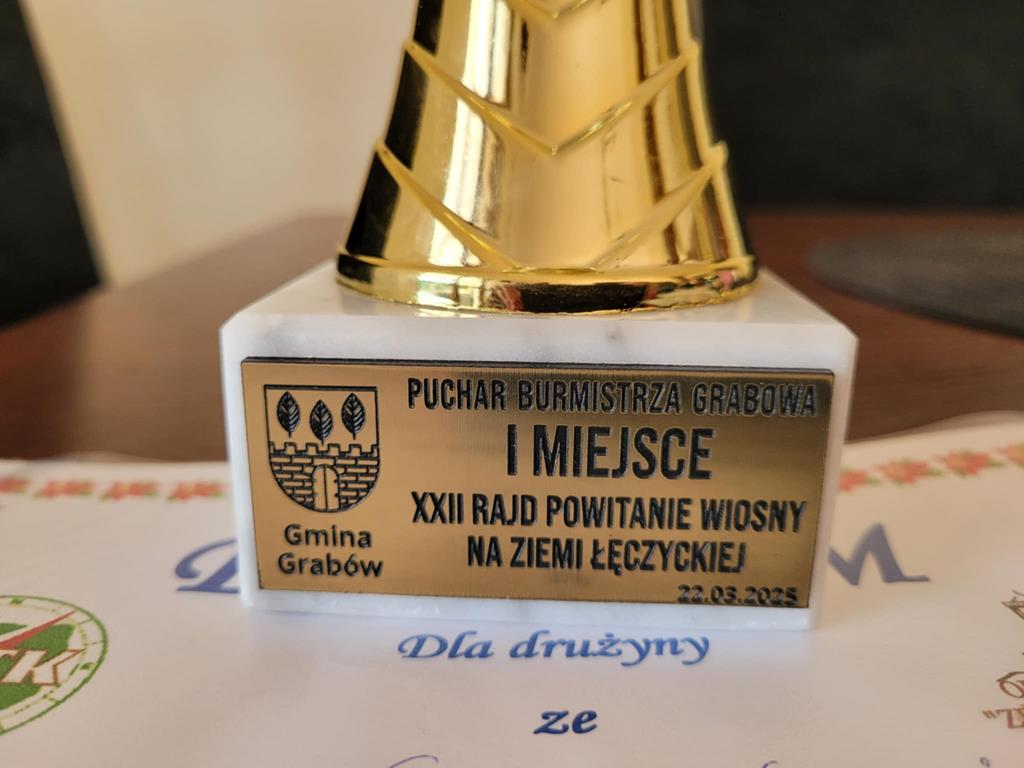 PUCHAR BURMISTRZA GRABOWA
I MIEJSCE
XXII RAJD POWITANIE WIOSNY
NA ZIEMI ŁĘCZYCKIEJ
22.03.2025
Gmina
Grabów
D
M
TK
Dla drużyny
ze